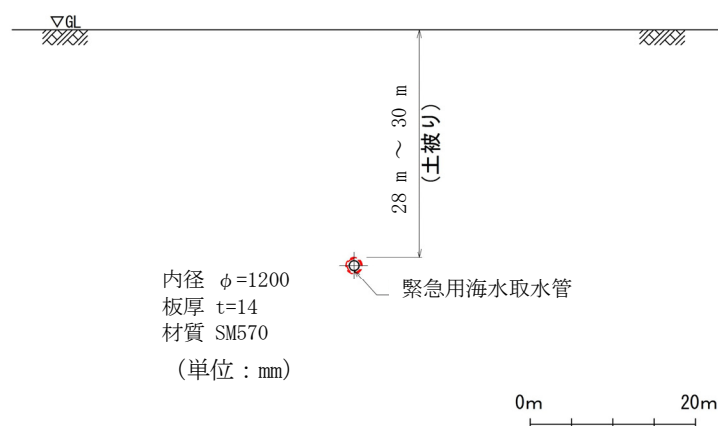 ▽GL
28 m ～ 30 m
(土被り)
内径 φ=1200
板厚 t=14
材質 SM570
(単位：mm)
緊急用海水取水管
0m 20m